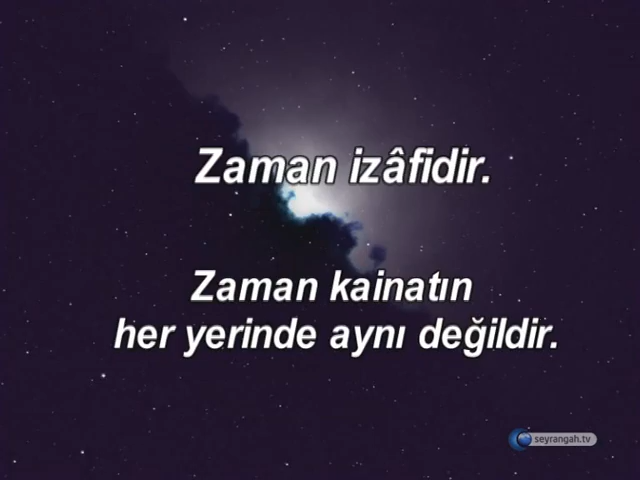 Zaman izâfidir.
Zaman kainatın
her yerinde aynı değildir.
seyrangah.tv